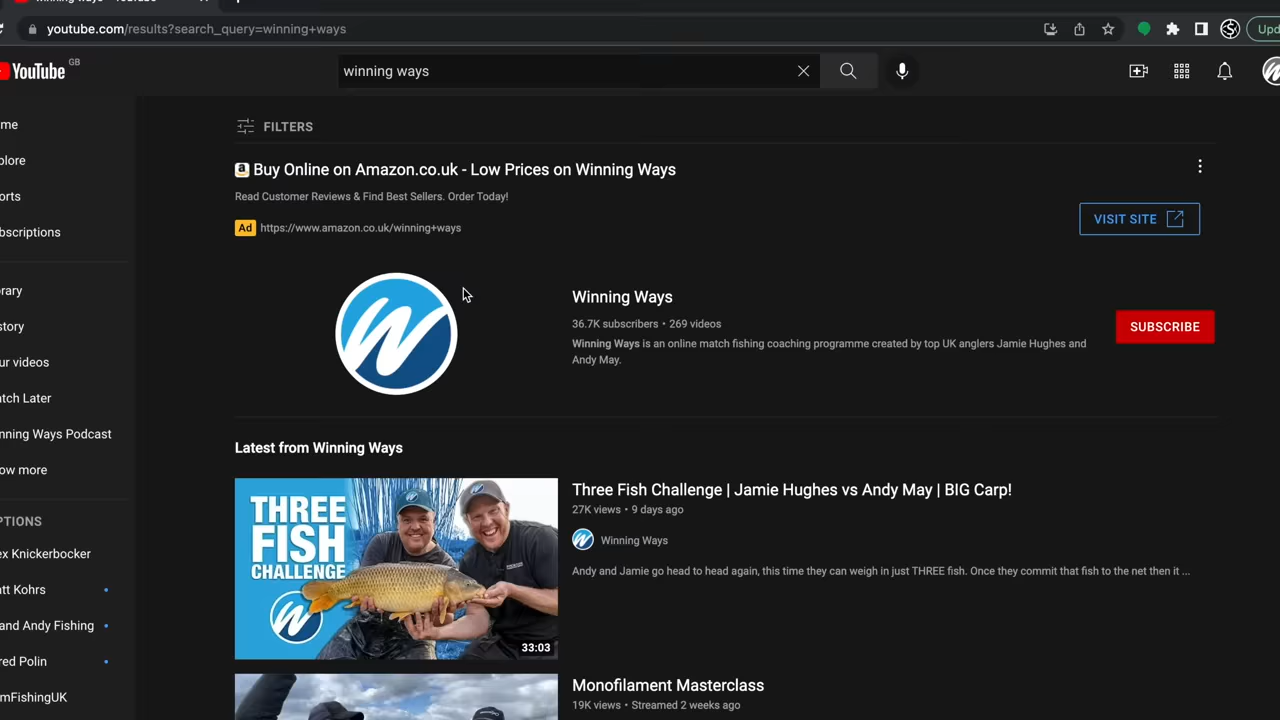 winning ways - YouTube
youtube.com/results?search_query=winning+ways
Upd
YouTube GB
winning ways
me
plore
orts
bscriptions
rary
story
ur videos
tch Later
nning Ways Podcast
ow more
PTIONS
ex Knickerbocker
tt Kohrs
and Andy Fishing
red Polin
mFishingUK
FILTERS
Buy Online on Amazon.co.uk - Low Prices on Winning Ways
Read Customer Reviews & Find Best Sellers. Order Today!
Ad https://www.amazon.co.uk/winning+ways
VISIT SITE
W
Winning Ways
36.7K subscribers • 269 videos
Winning Ways is an online match fishing coaching programme created by top UK anglers Jamie Hughes and
Andy May.
SUBSCRIBE
Latest from Winning Ways
THREE
FISH
CHALLENGE
W
33:03
Three Fish Challenge | Jamie Hughes vs Andy May | BIG Carp!
27K views • 9 days ago
Winning Ways
Andy and Jamie go head to head again, this time they can weigh in just THREE fish. Once they commit that fish to the net then it ...
Monofilament Masterclass
19K views • Streamed 2 weeks ago